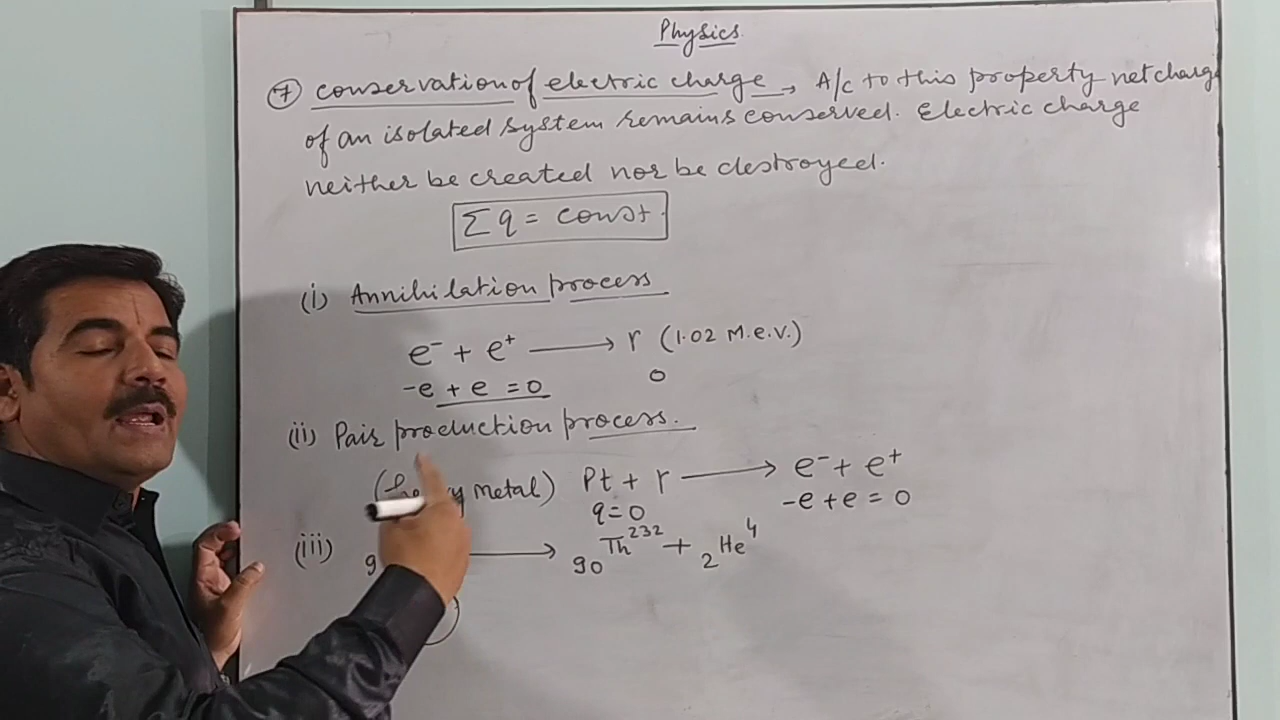 Physics
7 conservation of electric charge → A/c to this property net charge
of an isolated system remains conserved. Electric charge
neither be created nor be destroyed.
Σq = const.
(i) Annihilation process
e⁻ + e⁺ ⟶ r (1.02 M.e.v.)
-e + e = 0 0
(ii) Pair production process.
metal) Pt + r ⟶ e⁻ + e⁺
q=0 -e + e = 0
(iii) 9 ⟶ ₉₀Th²³² + ₂He⁴